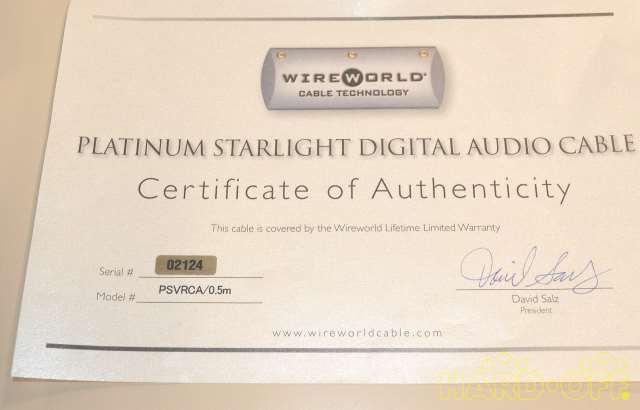 WIREWORLD®
CABLE TECHNOLOGY
PLATINUM STARLIGHT DIGITAL AUDIO CABLE
Certificate of Authenticity
This cable is covered by the Wireworld Lifetime Limited Warranty
Serial # 02124
Model # PSVRCA/0.5m
David Salz
David Salz
President
www.wireworldcable.com
HARD·OFF